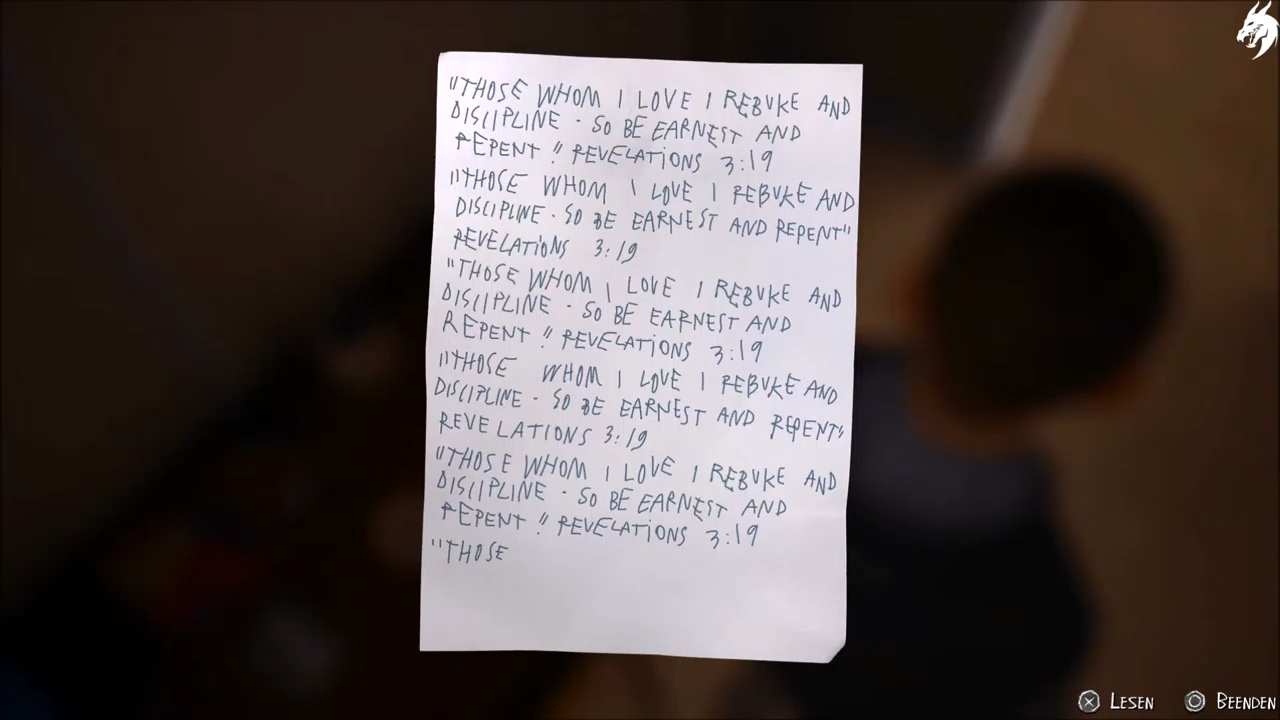 "THOSE WHOM I LOVE I REBUKE AND
DISCIPLINE - SO BE EARNEST AND
REPENT." REVELATIONS 3:19
"THOSE WHOM I LOVE I REBUKE AND
DISCIPLINE - SO BE EARNEST AND REPENT"
REVELATIONS 3:19
"THOSE WHOM I LOVE I REBUKE AND
DISCIPLINE - SO BE EARNEST AND
REPENT." REVELATIONS 3:19
"THOSE WHOM I LOVE I REBUKE AND
DISCIPLINE - SO BE EARNEST AND REPENT"
REVELATIONS 3:19
"THOSE WHOM I LOVE I REBUKE AND
DISCIPLINE - SO BE EARNEST AND
REPENT." REVELATIONS 3:19
"THOSE
LESEN BEENDEN